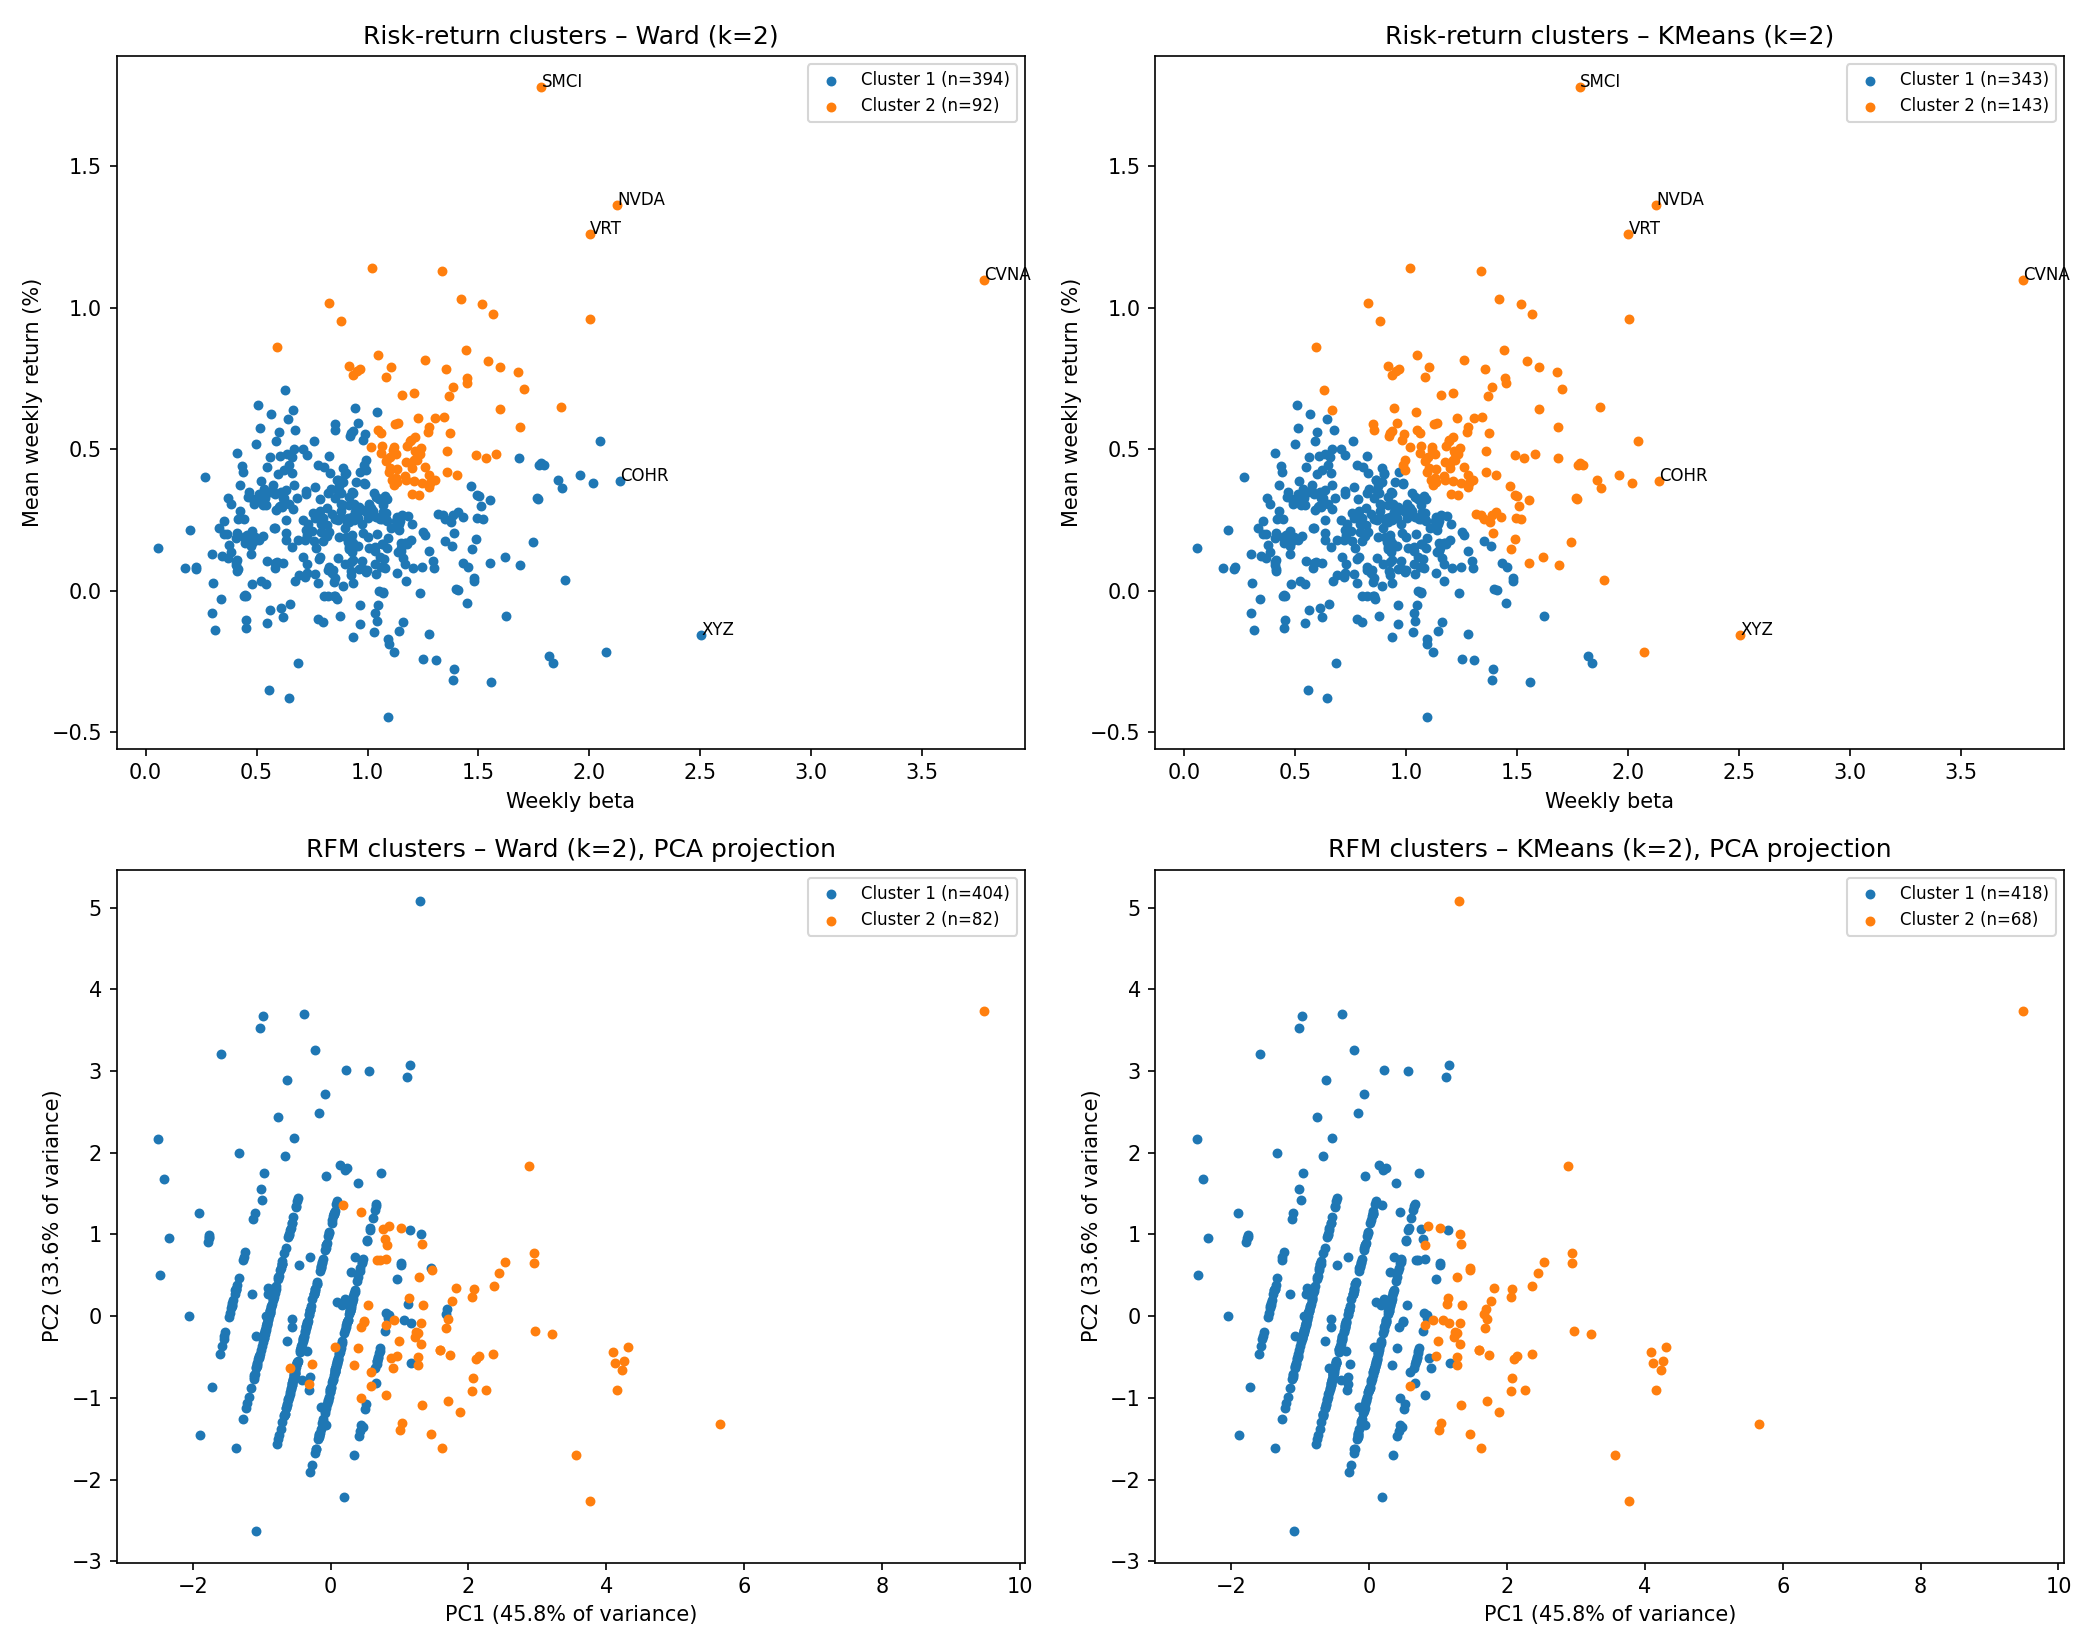 Risk-return clusters – Ward (k=2)
Cluster 1 (n=394)
Cluster 2 (n=92)
SMCI
NVDA
VRT
CVNA
COHR
XYZ
1.5
1.0
0.5
0.0
−0.5
Mean weekly return (%)
0.0 0.5 1.0 1.5 2.0 2.5 3.0 3.5
Weekly beta
Risk-return clusters – KMeans (k=2)
Cluster 1 (n=343)
Cluster 2 (n=143)
SMCI
NVDA
VRT
CVNA
COHR
XYZ
1.5
1.0
0.5
0.0
−0.5
Mean weekly return (%)
0.0 0.5 1.0 1.5 2.0 2.5 3.0 3.5
Weekly beta
RFM clusters – Ward (k=2), PCA projection
Cluster 1 (n=404)
Cluster 2 (n=82)
5
4
3
2
1
0
−1
−2
−3
PC2 (33.6% of variance)
−2 0 2 4 6 8 10
PC1 (45.8% of variance)
RFM clusters – KMeans (k=2), PCA projection
Cluster 1 (n=418)
Cluster 2 (n=68)
5
4
3
2
1
0
−1
−2
−3
PC2 (33.6% of variance)
−2 0 2 4 6 8 10
PC1 (45.8% of variance)